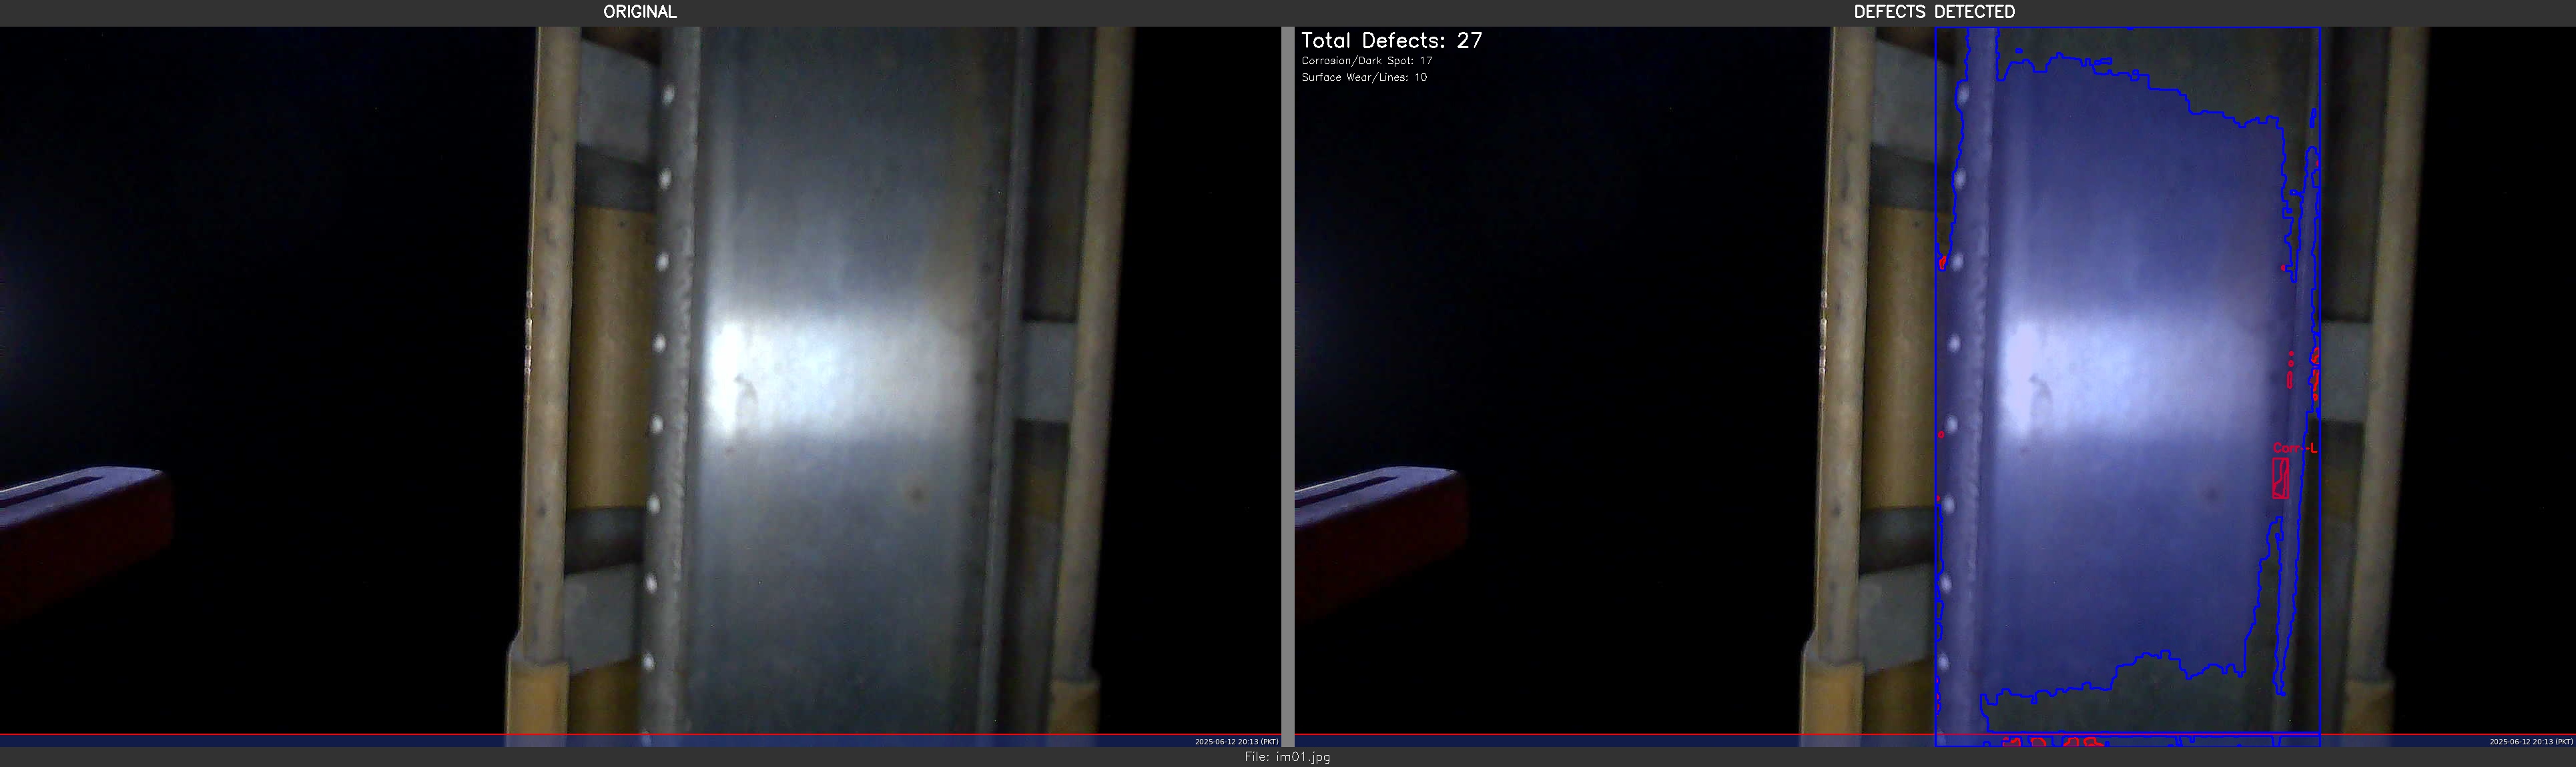 ORIGINAL
DEFECTS DETECTED
Total Defects: 27
Corrosion/Dark Spot: 17
Surface Wear/Lines: 10
Corr-L
2025-06-12 20:13 (PKT)
2025-06-12 20:13 (PKT)
File: im01.jpg